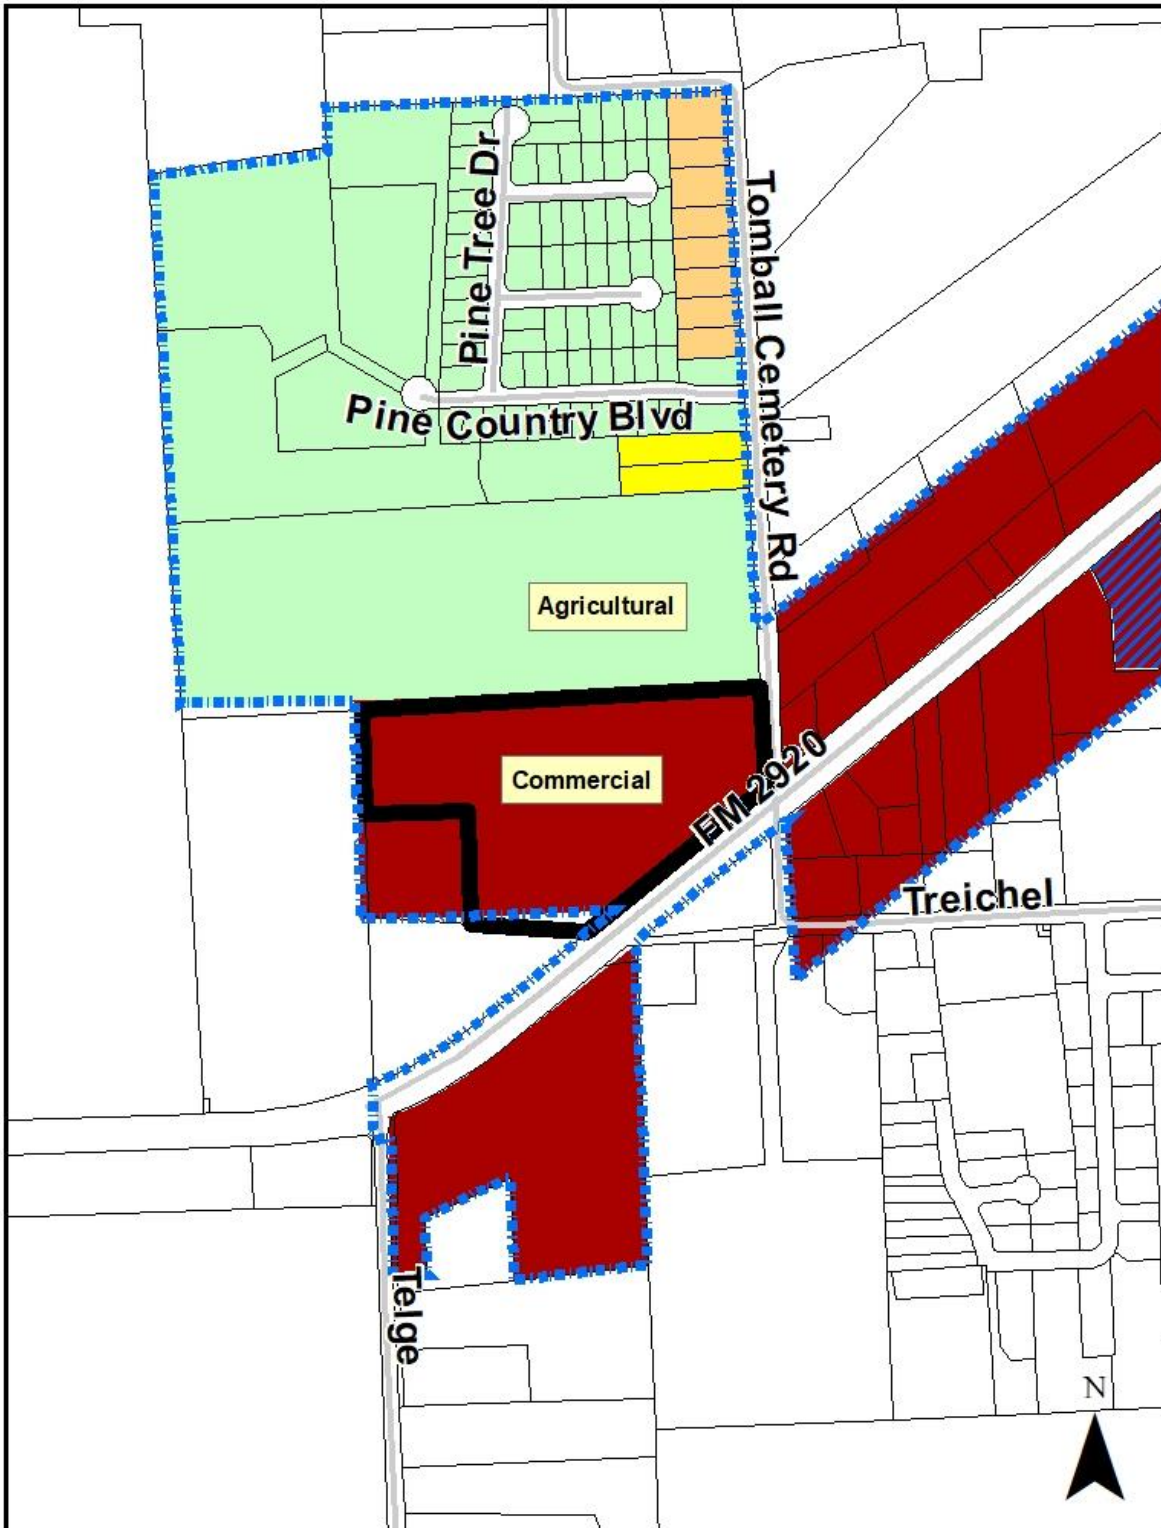 Pine Tree Dr
Tomball Cemetery Rd
Pine Country Blvd
Agricultural
Commercial
FM 2920
Treichel
Telge
N